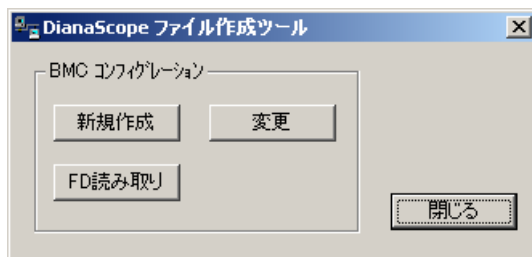 DianaScope ファイル作成ツール
BMC コンフィグレーション
新規作成
変更
FD読み取り
閉じる